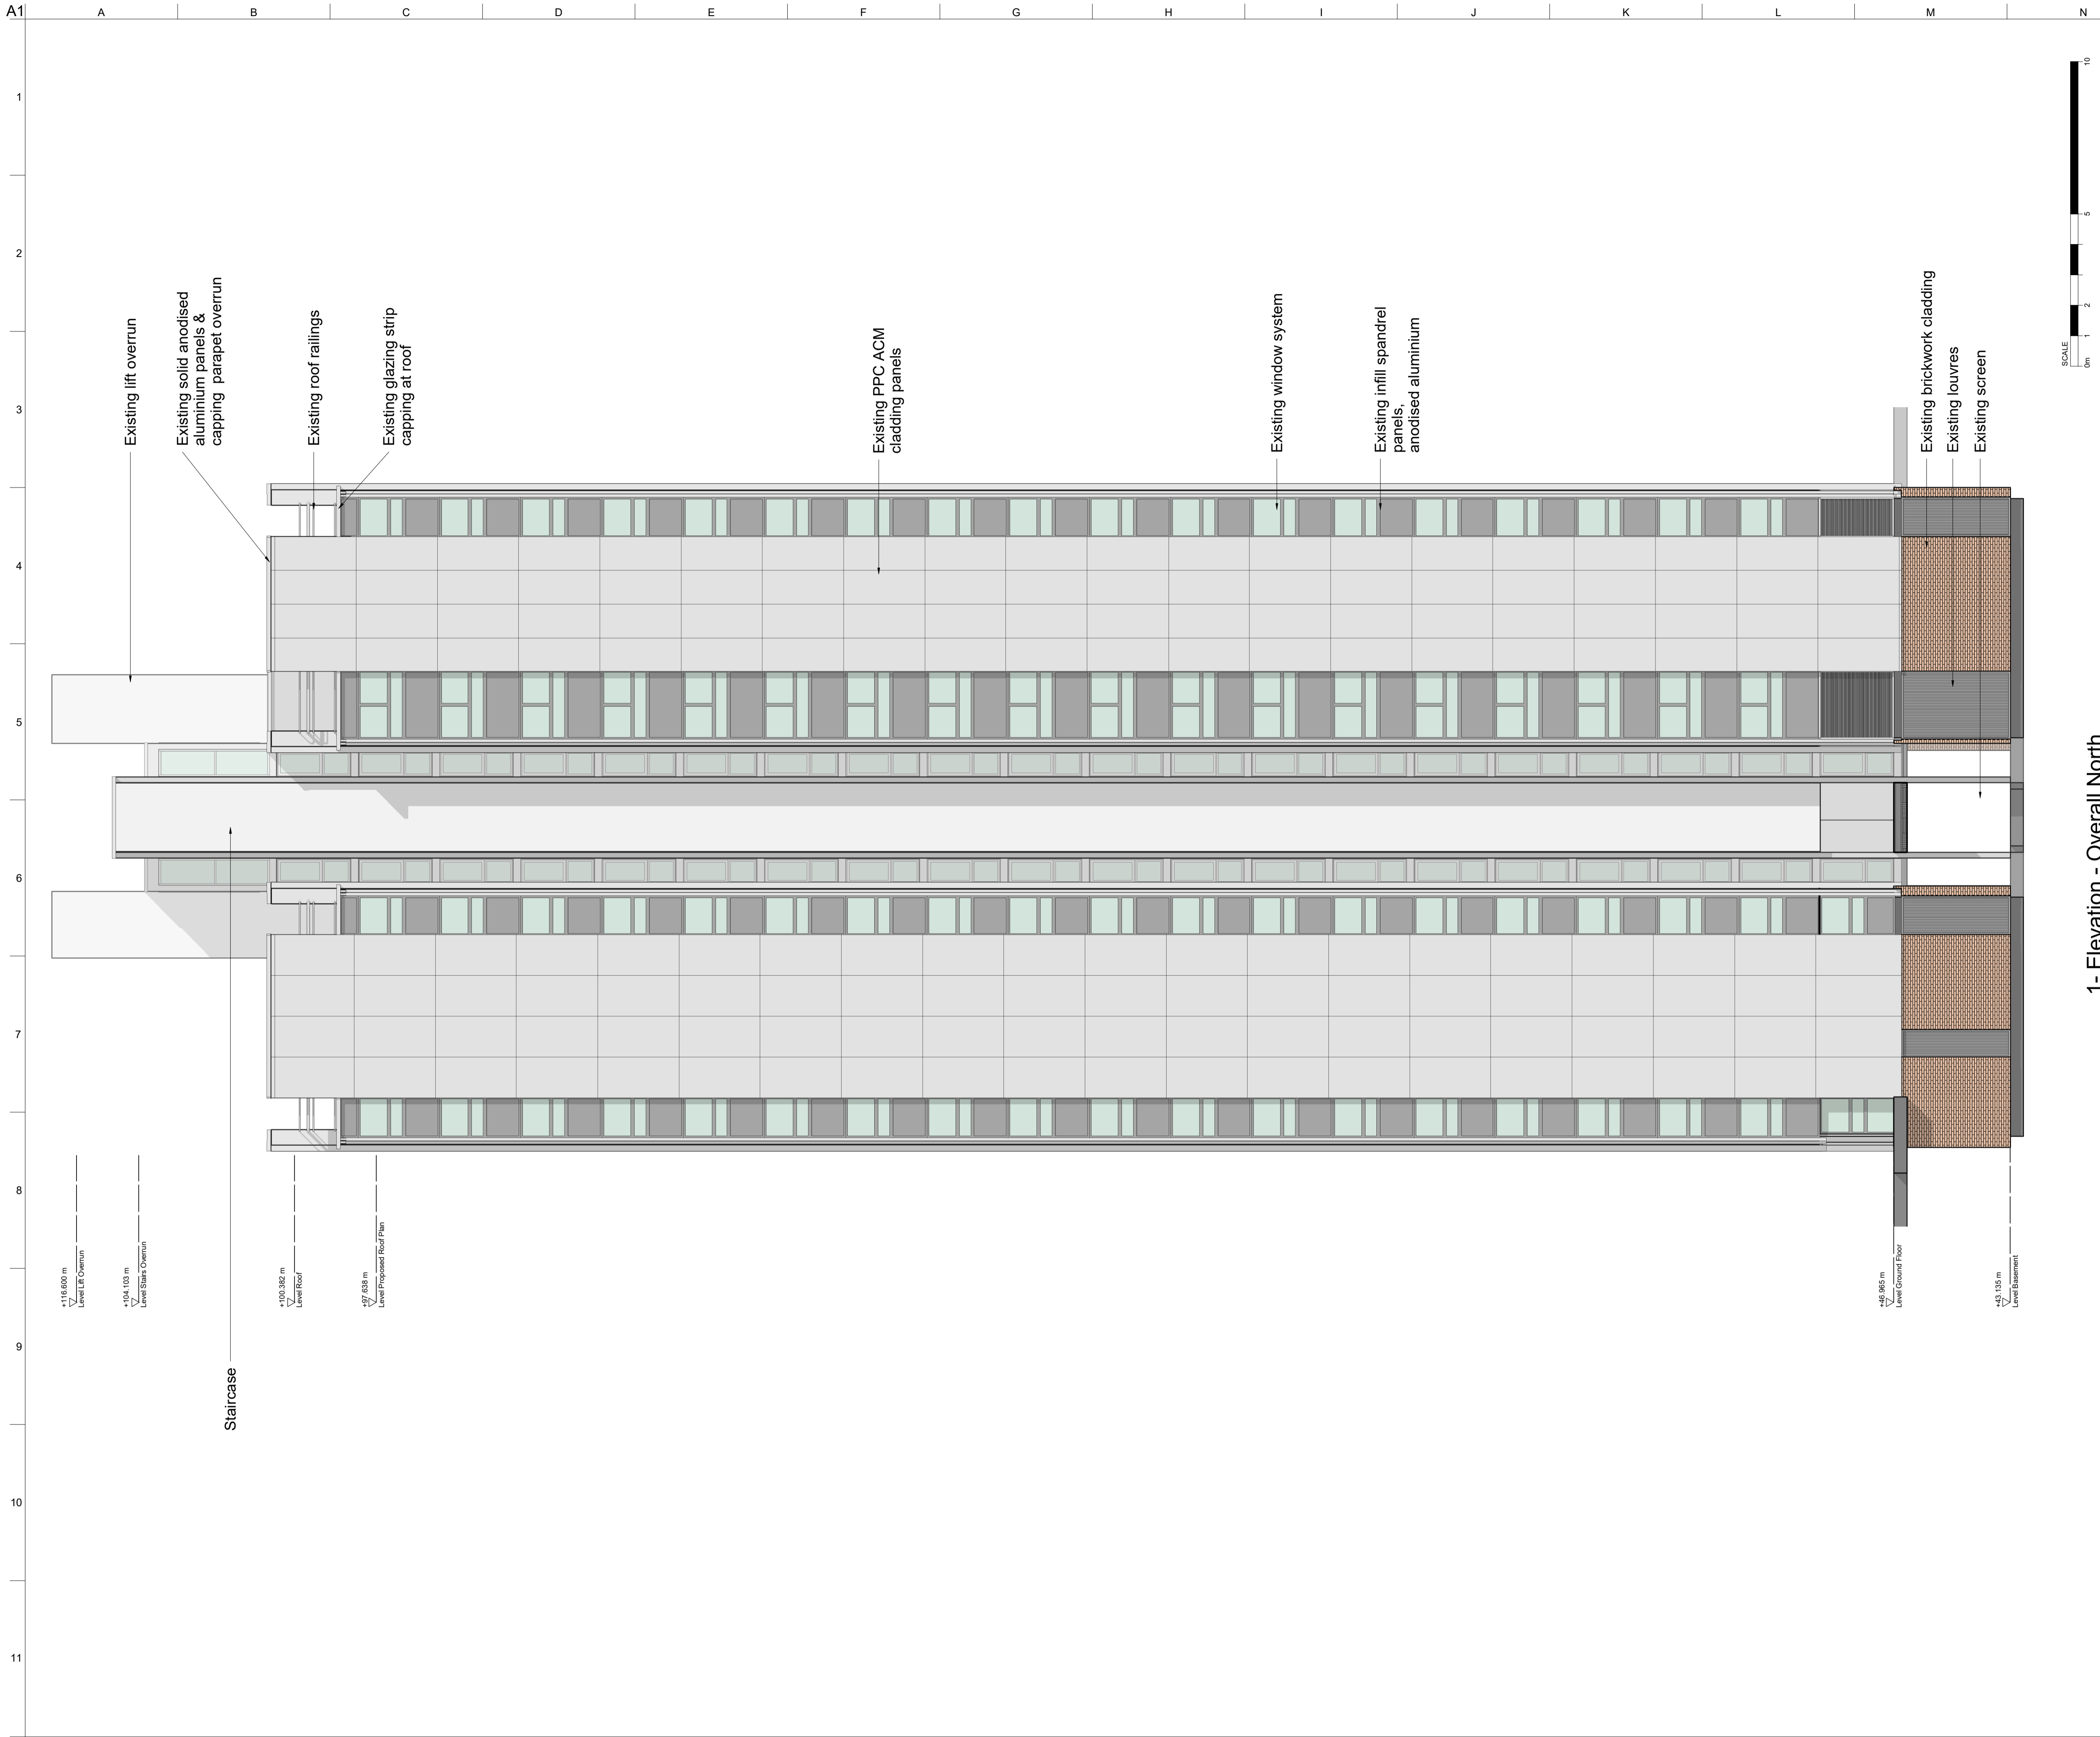 A1
A
B
C
D
E
F
G
H
I
J
K
L
M
N
1
2
3
4
5
6
7
8
9
10
11
Existing lift overrun
Existing solid anodised
aluminium panels &
capping parapet overrun
Existing roof railings
Existing glazing strip
capping at roof
Existing PPC ACM
cladding panels
Existing window system
Existing infill spandrel
panels,
anodised aluminium
Existing brickwork cladding
Existing louvres
Existing screen
SCALE
0m 1 2 5 10
Staircase
+116.600 m
Level Lift Overrun
+104.103 m
Level Stairs Overrun
+100.382 m
Level Roof
+97.638 m
Level Proposed Roof Plan
+46.965 m
Level Ground Floor
+43.135 m
Level Basement
1- Elevation - Overall North